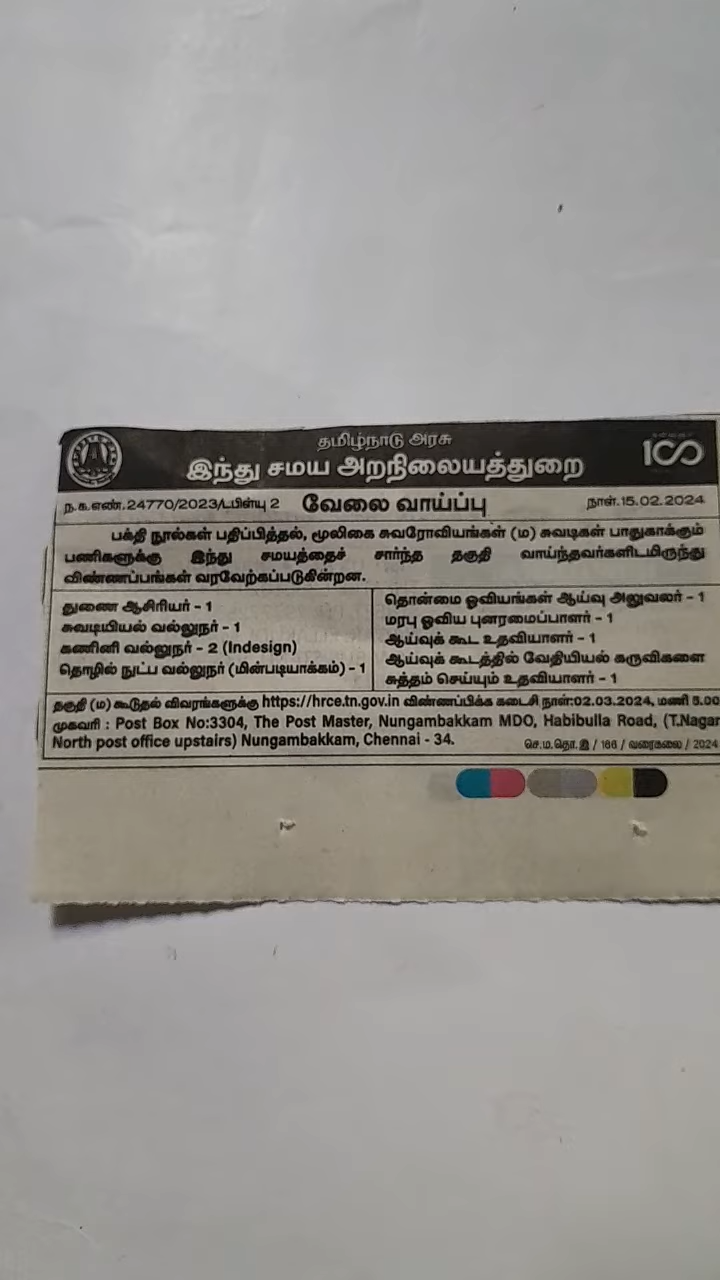 தமிழ்நாடு அரசு
இந்து சமய அறநிலையத்துறை
ந.க.எண்.24770/2023/டபிள்யு 2 வேலை வாய்ப்பு நாள்.15.02.2024
பக்தி நூல்கள் பதிப்பித்தல், மூலிகை சுவரோவியங்கள் (ம) சுவடிகள் பாதுகாக்கும்
பணிகளுக்கு இந்து சமயத்தைச் சார்ந்த தகுதி வாய்ந்தவர்களிடமிருந்து
விண்ணப்பங்கள் வரவேற்கப்படுகின்றன.
துணை ஆசிரியர் - 1
சுவடியியல் வல்லுநர் - 1
கணினி வல்லுநர் - 2 (Indesign)
தொழில் நுட்ப வல்லுநர் (மின்படியாக்கம்) - 1
தொன்மை ஓவியங்கள் ஆய்வு அனுவலர் - 1
மரபு ஓவிய புனரமைப்பாளர் - 1
ஆய்வுக் கூட உதவியாளர் - 1
ஆய்வுக் கூடத்தில் வேதியியல் கருவிகளை
சுத்தம் செய்யும் உதவியாளர் - 1
தகுதி (ம) கூடுதல் விவரங்களுக்கு https://hrce.tn.gov.in விண்ணப்பிக்க கடைசி நாள்:02.03.2024, மணி 5.00
முகவரி : Post Box No:3304, The Post Master, Nungambakkam MDO, Habibulla Road, (T.Nagar
North post office upstairs) Nungambakkam, Chennai - 34. செ.ம.தொ.இ / 166 / வரைகலை / 2024